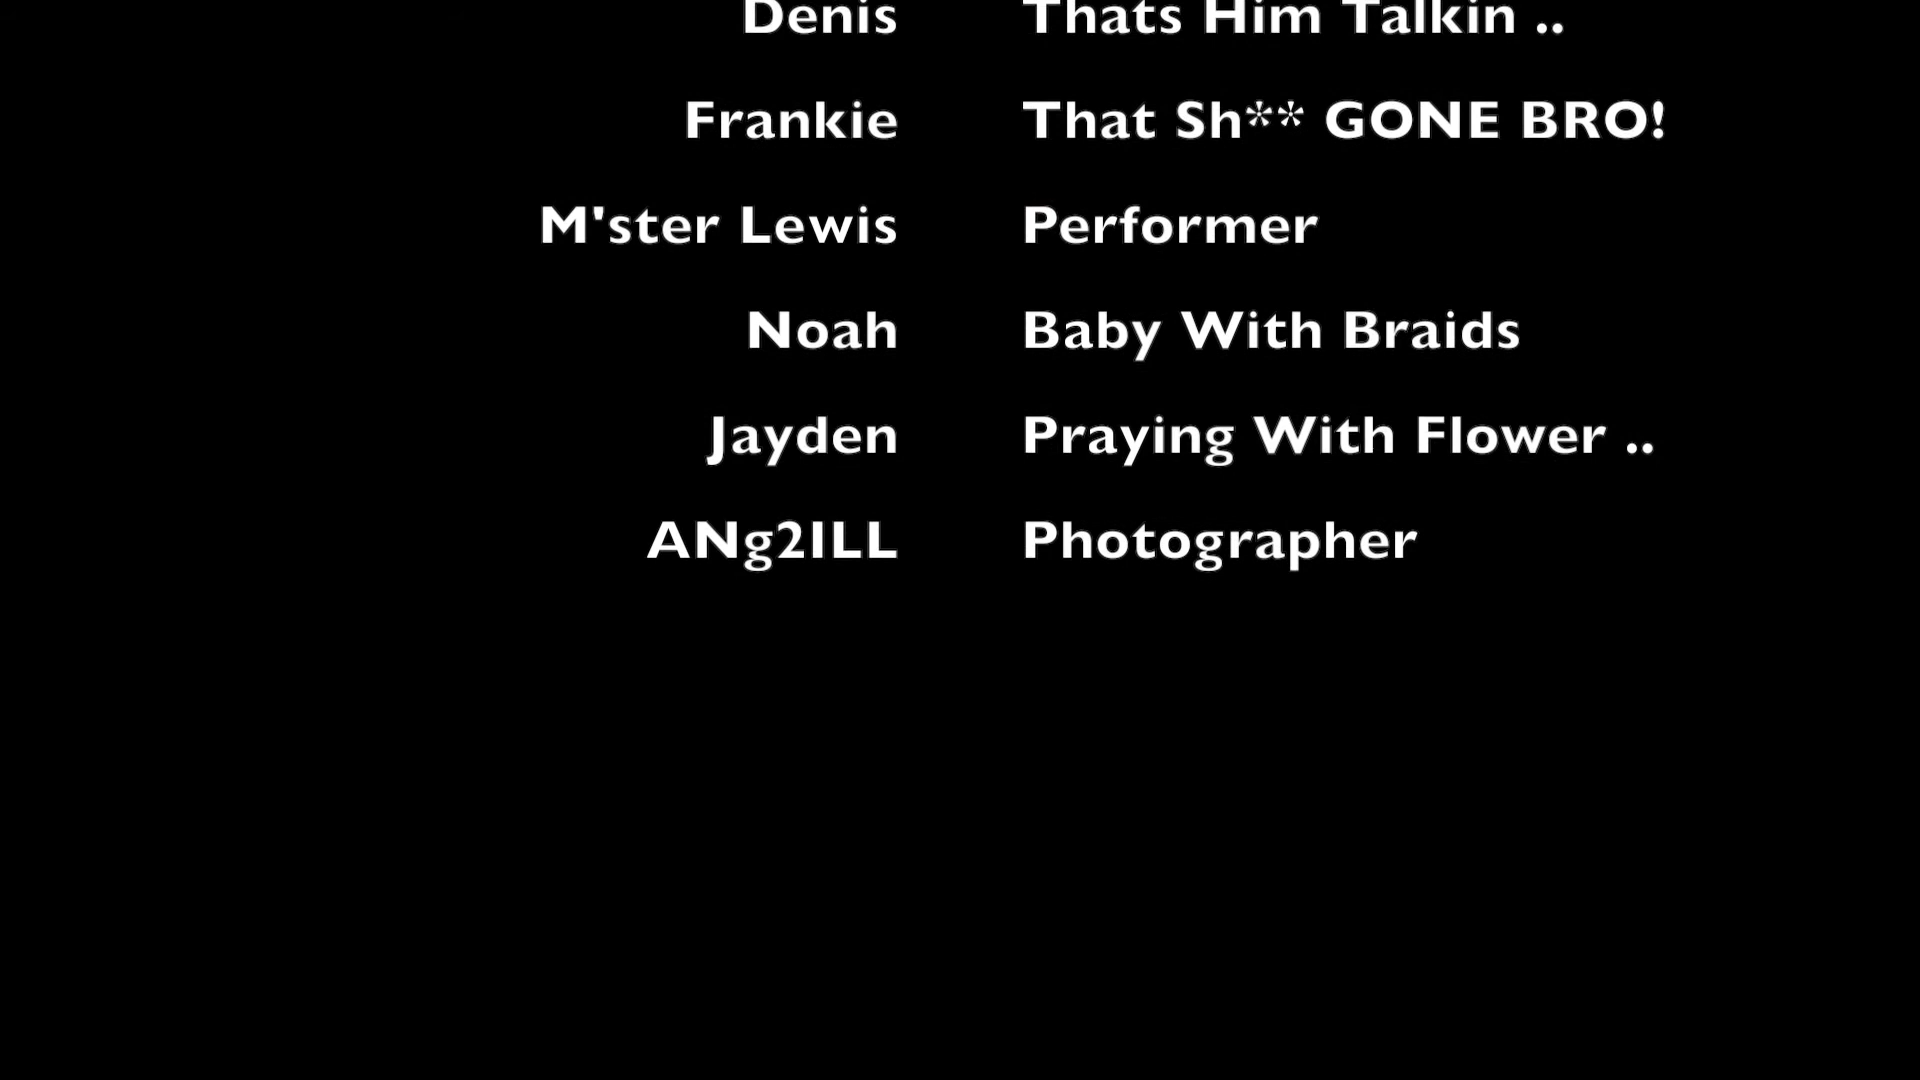 Denis Thats Him Talkin ..
Frankie That Sh** GONE BRO!
M'ster Lewis Performer
Noah Baby With Braids
Jayden Praying With Flower ..
ANg2ILL Photographer